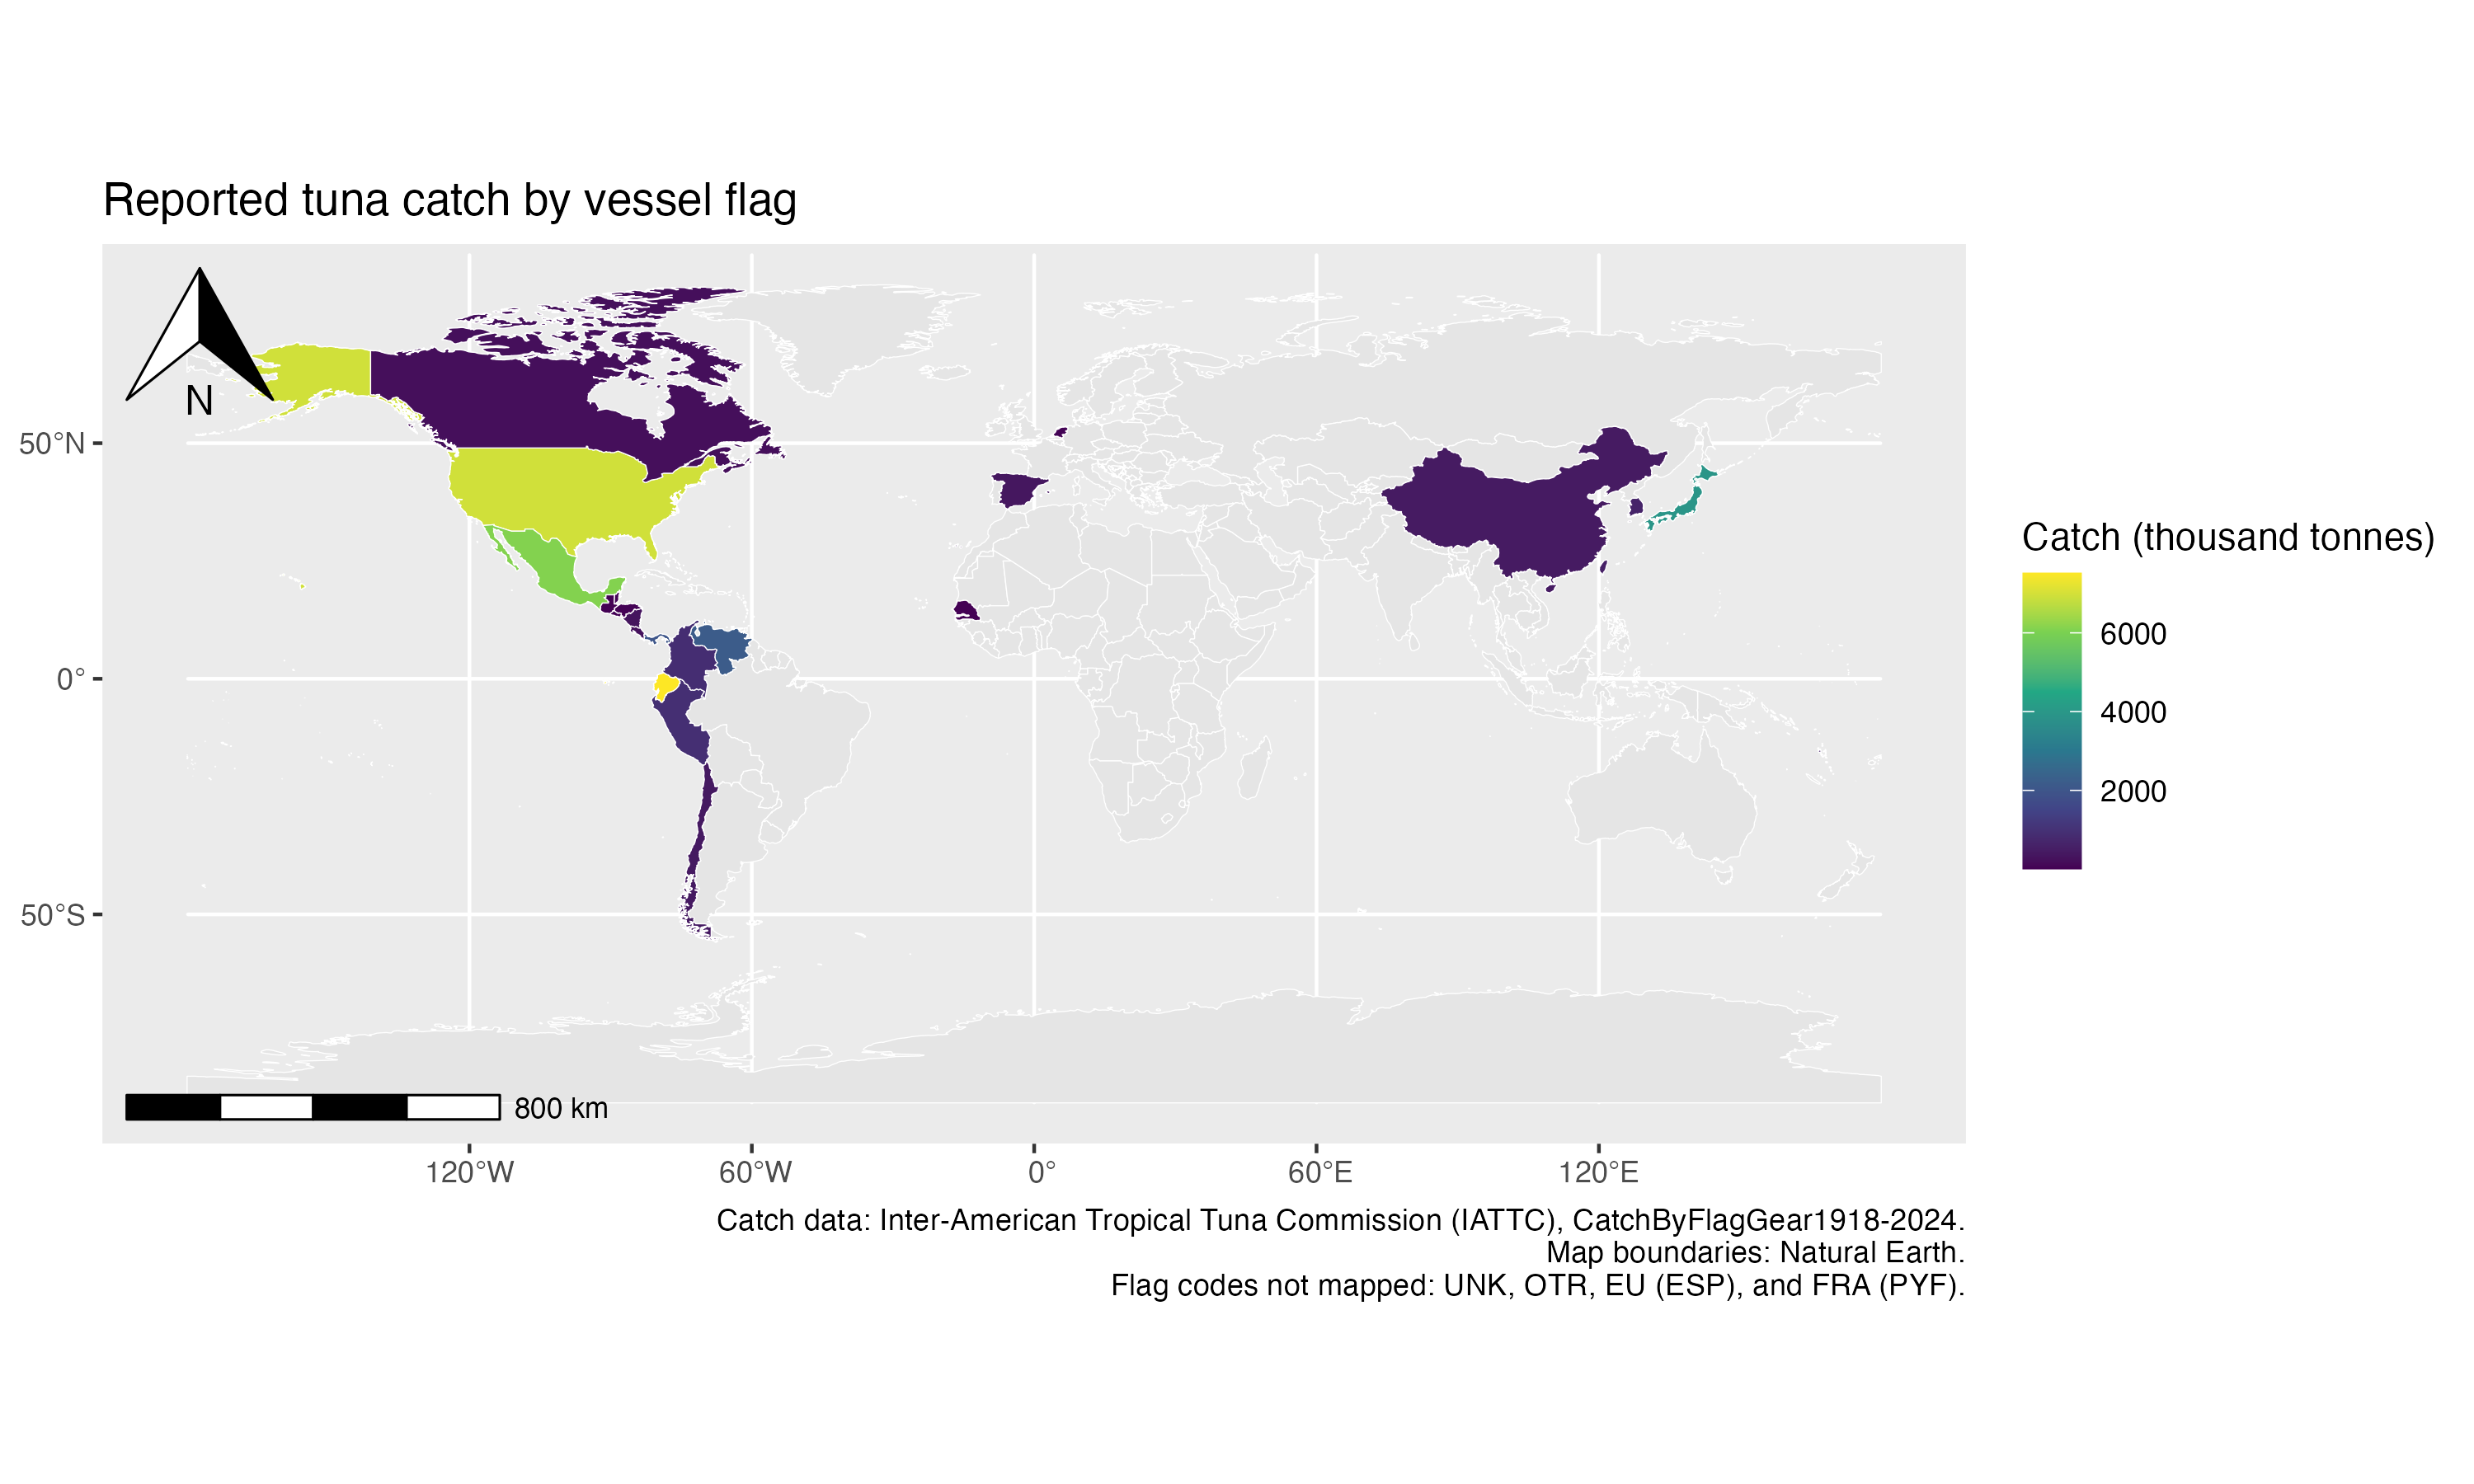 Reported tuna catch by vessel flag
N
50°N
0°
50°S
800 km
120°W
60°W
0°
60°E
120°E
Catch (thousand tonnes)
6000
4000
2000
Catch data: Inter-American Tropical Tuna Commission (IATTC), CatchByFlagGear1918-2024.
Map boundaries: Natural Earth.
Flag codes not mapped: UNK, OTR, EU (ESP), and FRA (PYF).